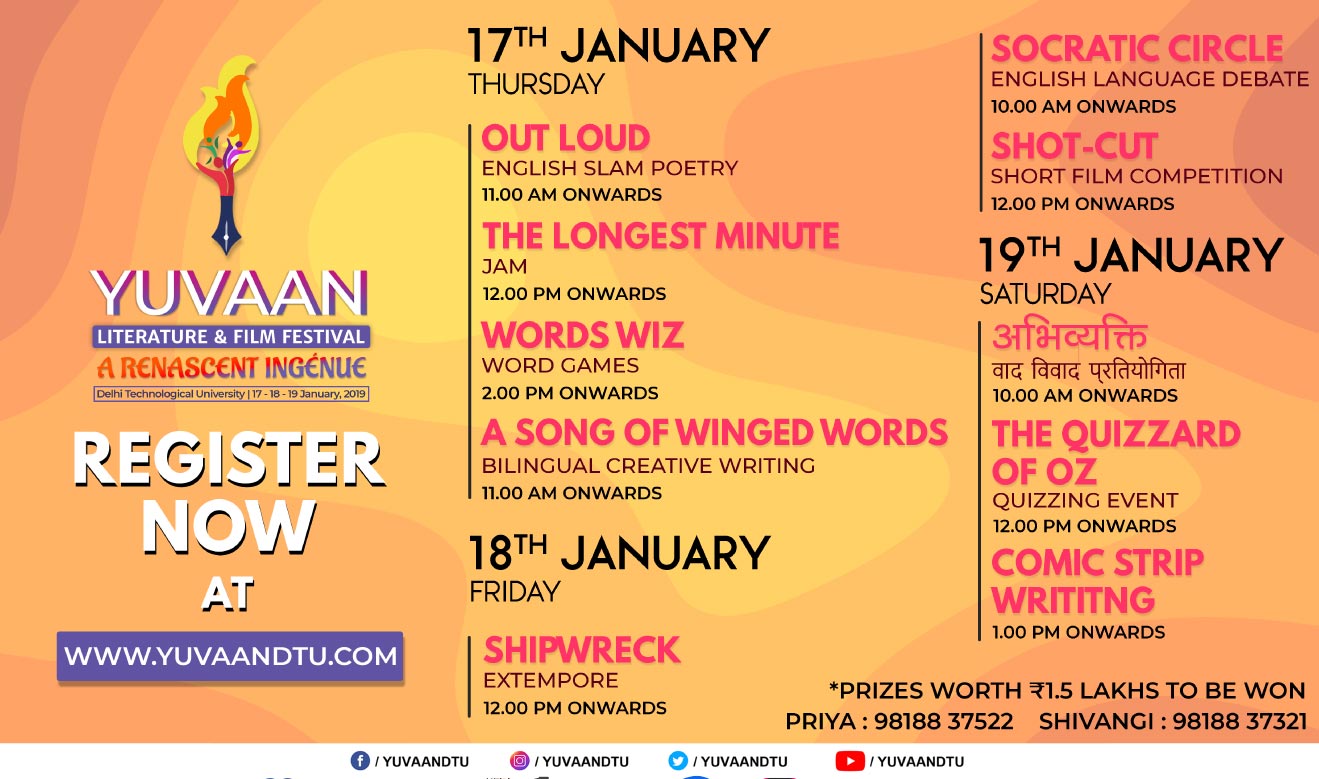 YUVAAN
LITERATURE & FILM FESTIVAL
A RENASCENT INGÉNUE
Delhi Technological University | 17 - 18 - 19 January, 2019
REGISTER
NOW
AT
WWW.YUVAANDTU.COM
17TH JANUARY
THURSDAY
OUT LOUD
ENGLISH SLAM POETRY
11.00 AM ONWARDS
THE LONGEST MINUTE
JAM
12.00 PM ONWARDS
WORDS WIZ
WORD GAMES
2.00 PM ONWARDS
A SONG OF WINGED WORDS
BILINGUAL CREATIVE WRITING
11.00 AM ONWARDS
18TH JANUARY
FRIDAY
SHIPWRECK
EXTEMPORE
12.00 PM ONWARDS
SOCRATIC CIRCLE
ENGLISH LANGUAGE DEBATE
10.00 AM ONWARDS
SHOT-CUT
SHORT FILM COMPETITION
12.00 PM ONWARDS
19TH JANUARY
SATURDAY
अभिव्यक्ति
वाद विवाद प्रतियोगिता
10.00 AM ONWARDS
THE QUIZZARD
OF OZ
QUIZZING EVENT
12.00 PM ONWARDS
COMIC STRIP
WRITITNG
1.00 PM ONWARDS
*PRIZES WORTH ₹1.5 LAKHS TO BE WON
PRIYA : 98188 37522 SHIVANGI : 98188 37321
/ YUVAANDTU / YUVAANDTU / YUVAANDTU / YUVAANDTU